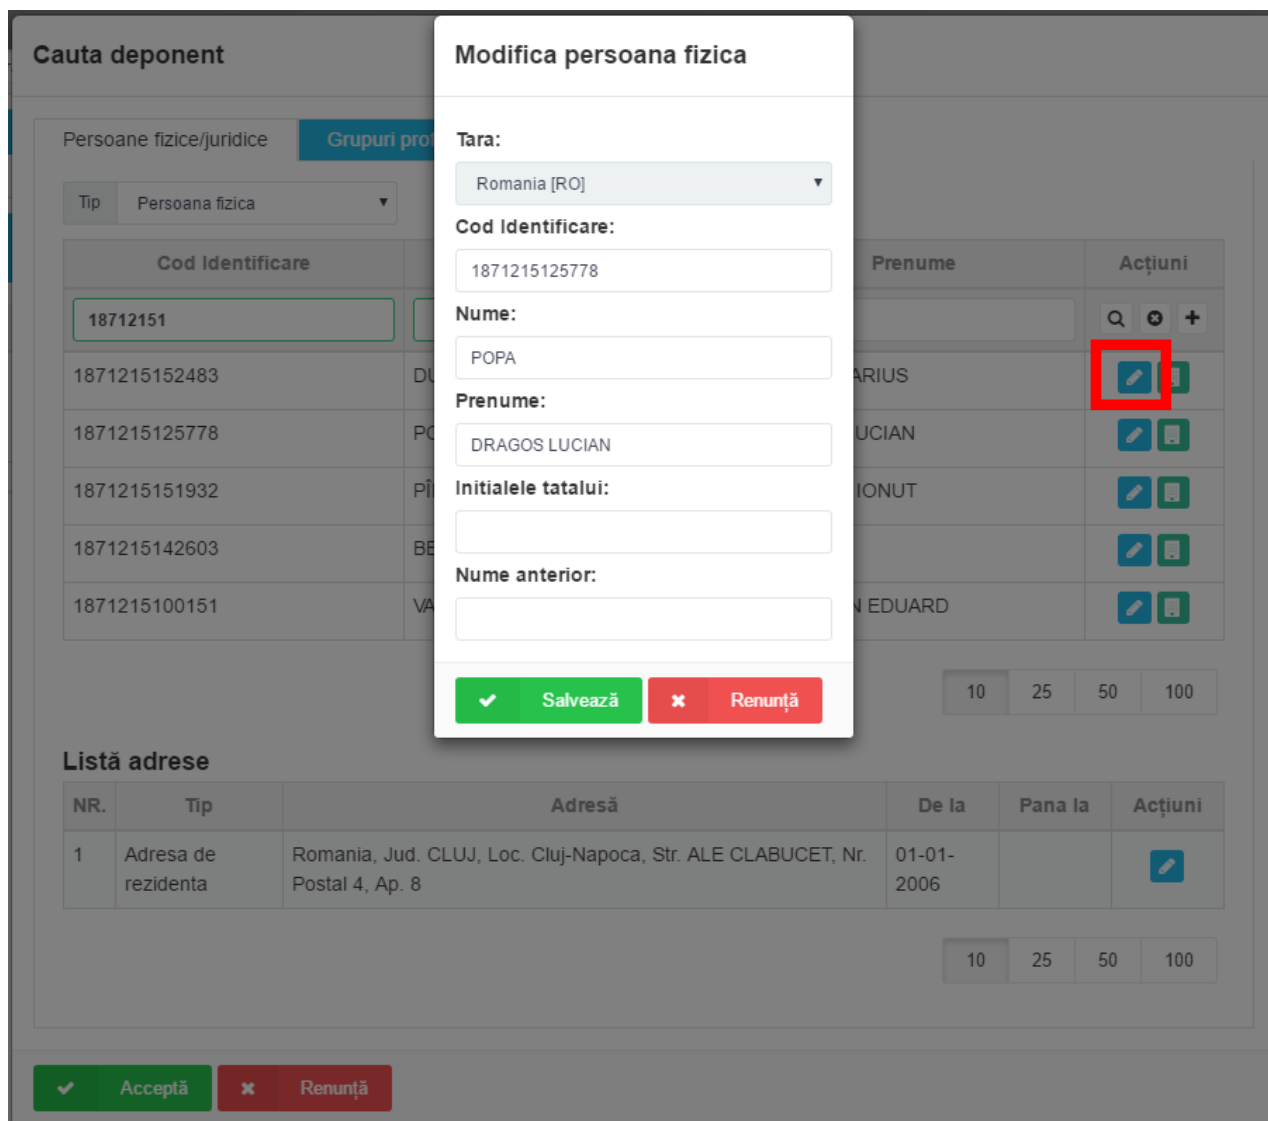 Cauta deponent
Modifica persoana fizica
Persoane fizice/juridice
Grupuri
Tara:
Romania [RO]
Tip Persoana fizica
Cod Identificare:
1871215125778
Cod Identificare Prenume Acțiuni
Nume:
18712151
POPA
1871215152483
Prenume:
1871215125778
DRAGOS LUCIAN
Initialele tatalui:
1871215151932 IONUT
1871215142603
Nume anterior:
1871215100151 EDUARD
Salvează Renunță
10 25 50 100
Listă adrese
NR. Tip Adresă De la Pana la Acțiuni
1 Adresa de rezidenta Romania, Jud. CLUJ, Loc. Cluj-Napoca, Str. ALE CLABUCET, Nr. 01-01-
Postal 4, Ap. 8 2006
10 25 50 100
Acceptă Renunță